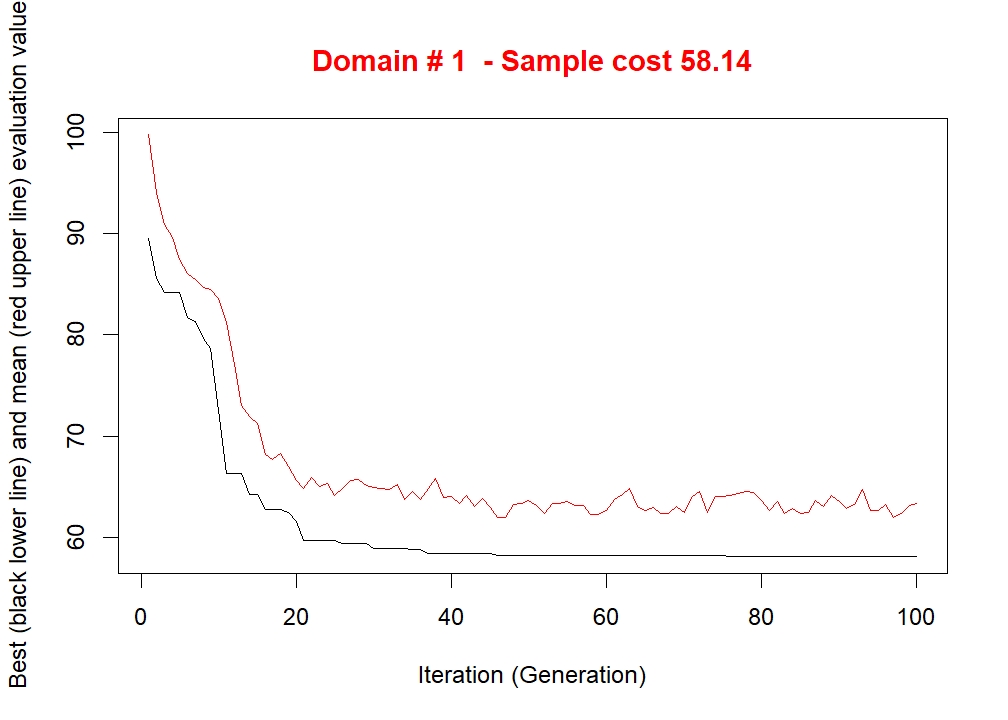 Domain # 1  - Sample cost 58.14
Best (black lower line) and mean (red upper line) evaluation value
100
90
80
70
60
0 20 40 60 80 100
Iteration (Generation)